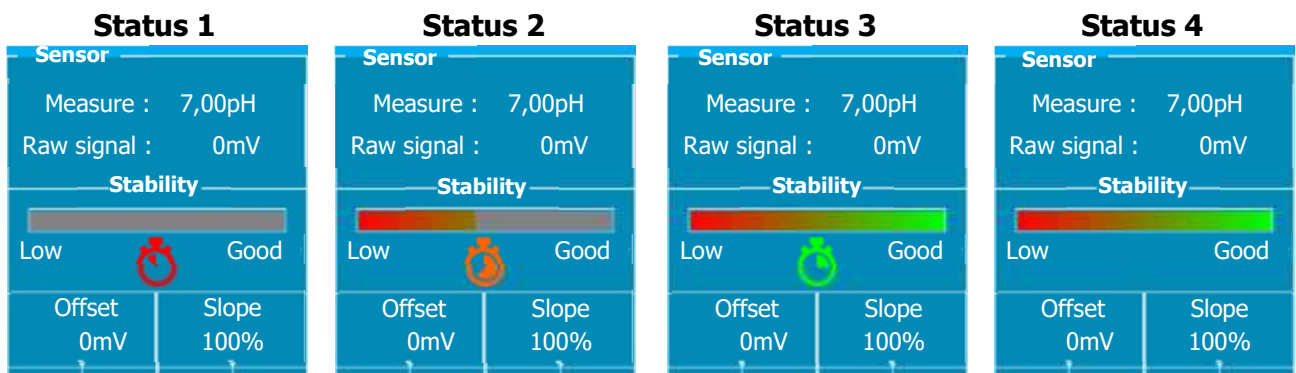 Status 1 Status 2 Status 3 Status 4
Sensor Sensor Sensor Sensor
Measure : 7,00pH Measure : 7,00pH Measure : 7,00pH Measure : 7,00pH
Raw signal : 0mV Raw signal : 0mV Raw signal : 0mV Raw signal : 0mV
Stability Stability Stability Stability
Low Good Low Good Low Good Low Good
Offset Slope Offset Slope Offset Slope Offset Slope
0mV 100% 0mV 100% 0mV 100% 0mV 100%